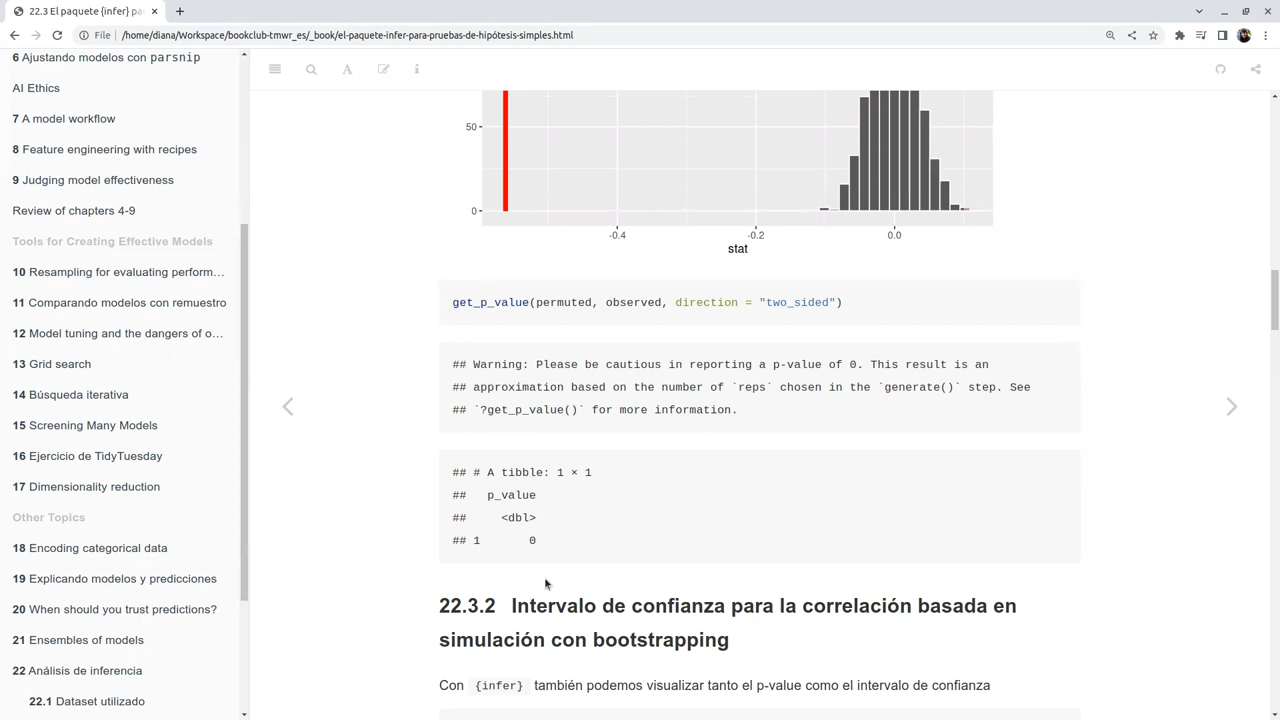 22.3 El paquete {infer} par
File
/home/diana/Workspace/bookclub-tmwr_es/_book/el-paquete-infer-para-pruebas-de-hipótesis-simples.html
6 Ajustando modelos con parsnip
AI Ethics
7 A model workflow
8 Feature engineering with recipes
9 Judging model effectiveness
Review of chapters 4-9
Tools for Creating Effective Models
10 Resampling for evaluating perform…
11 Comparando modelos con remuestro
12 Model tuning and the dangers of o…
13 Grid search
14 Búsqueda iterativa
15 Screening Many Models
16 Ejercicio de TidyTuesday
17 Dimensionality reduction
Other Topics
18 Encoding categorical data
19 Explicando modelos y predicciones
20 When should you trust predictions?
21 Ensembles of models
22 Análisis de inferencia
22.1 Dataset utilizado
50
0
-0.4
-0.2
0.0
stat
get_p_value(permuted, observed, direction = "two_sided")
## Warning: Please be cautious in reporting a p-value of 0. This result is an
## approximation based on the number of `reps` chosen in the `generate()` step. See
## `?get_p_value()` for more information.
## # A tibble: 1 × 1
##   p_value
##     <dbl>
## 1       0
22.3.2 Intervalo de confianza para la correlación basada en
simulación con bootstrapping
Con {infer} también podemos visualizar tanto el p-value como el intervalo de confianza